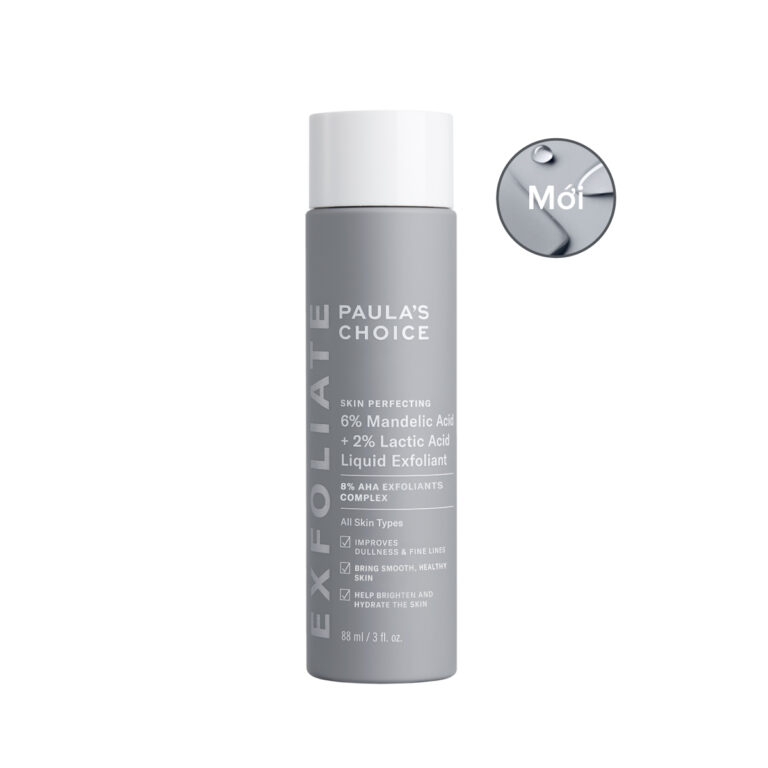 Mới
EXFOLIATE
PAULA'S
CHOICE
SKIN PERFECTING
6% Mandelic Acid
+ 2% Lactic Acid
Liquid Exfoliant
8% AHA EXFOLIANTS
COMPLEX
All Skin Types
IMPROVES
DULLNESS & FINE LINES
BRING SMOOTH, HEALTHY
SKIN
HELP BRIGHTEN AND
HYDRATE THE SKIN
88 ml / 3 fl. oz.